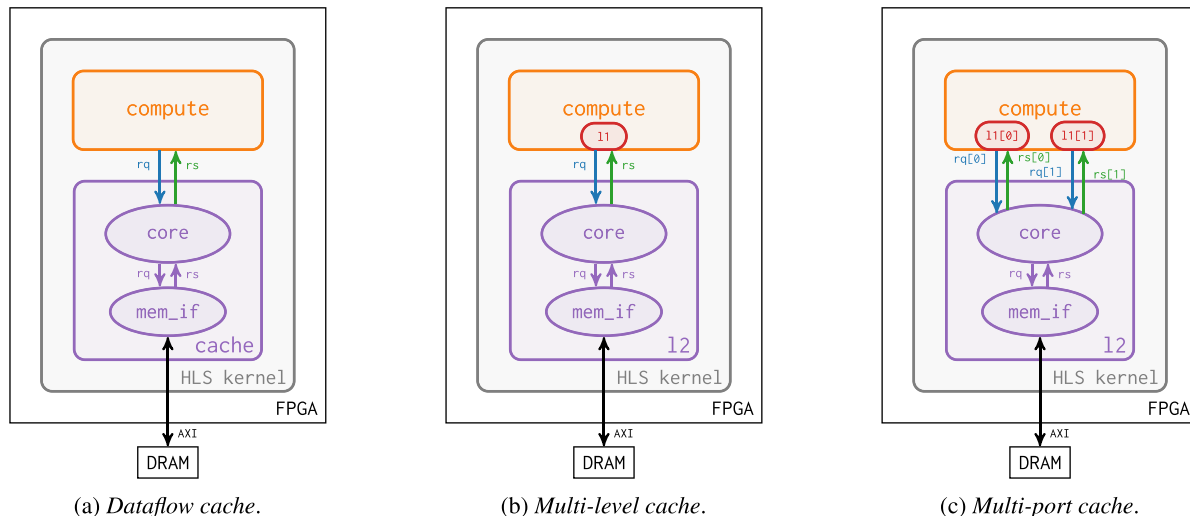 compute
rq
rs
core
rq
rs
mem_if
cache
HLS kernel
FPGA
AXI
DRAM
(a) Dataflow cache.
compute
l1
rq
rs
core
rq
rs
mem_if
l2
HLS kernel
FPGA
AXI
DRAM
(b) Multi-level cache.
compute
l1[0]
l1[1]
rq[0]
rs[0]
rq[1]
rs[1]
core
rq
rs
mem_if
l2
HLS kernel
FPGA
AXI
DRAM
(c) Multi-port cache.